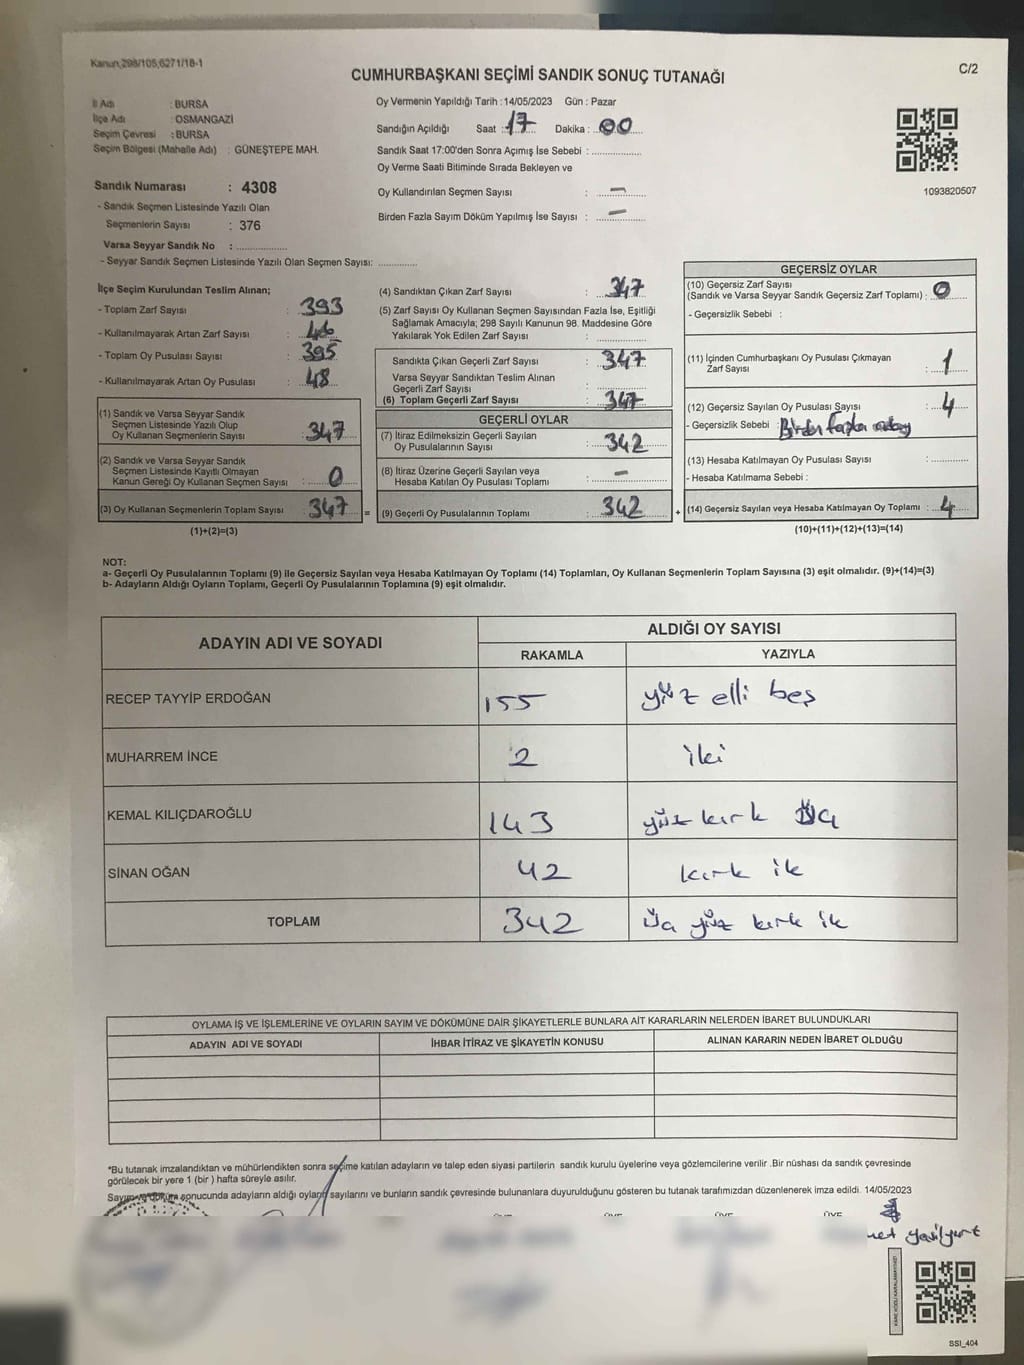 Kanun,298/105,6271/18-1
CUMHURBAŞKANI SEÇİMİ SANDIK SONUÇ TUTANAĞI
C/2
İl Adı : BURSA
İlçe Adı : OSMANGAZİ
Seçim Çevresi : BURSA
Seçim Bölgesi (Mahalle Adı) : GÜNEŞTEPE MAH.
Sandık Numarası : 4308
- Sandık Seçmen Listesinde Yazılı Olan
Seçmenlerin Sayısı : 376
Varsa Seyyar Sandık No :
- Seyyar Sandık Seçmen Listesinde Yazılı Olan Seçmen Sayısı:
Oy Vermenin Yapıldığı Tarih : 14/05/2023 Gün : Pazar
Sandığın Açıldığı Saat : 17 Dakika : 00
Sandık Saat 17:00'den Sonra Açımış İse Sebebi :
Oy Verme Saati Bitiminde Sırada Bekleyen ve
Oy Kullandırılan Seçmen Sayısı : —
Birden Fazla Sayım Döküm Yapılmış İse Sayısı : —
1093820507
İlçe Seçim Kurulundan Teslim Alınan;
- Toplam Zarf Sayısı : 393
- Kullanılmayarak Artan Zarf Sayısı : 46
- Toplam Oy Pusulası Sayısı : 395
- Kullanılmayarak Artan Oy Pusulası : 48
(1) Sandık ve Varsa Seyyar Sandık
Seçmen Listesinde Yazılı Olup
Oy Kullanan Seçmenlerin Sayısı : 347
(2) Sandık ve Varsa Seyyar Sandık
Seçmen Listesinde Kayıtlı Olmayan
Kanun Gereği Oy Kullanan Seçmen Sayısı : 0
(3) Oy Kullanan Seçmenlerin Toplam Sayısı : 347
(1)+(2)=(3)
(4) Sandıktan Çıkan Zarf Sayısı : 347
(5) Zarf Sayısı Oy Kullanan Seçmen Sayısından Fazla İse, Eşitliği
Sağlamak Amacıyla; 298 Sayılı Kanunun 98. Maddesine Göre
Yakılarak Yok Edilen Zarf Sayısı :
Sandıkta Çıkan Geçerli Zarf Sayısı : 347
Varsa Seyyar Sandıktan Teslim Alınan
Geçerli Zarf Sayısı :
(6) Toplam Geçerli Zarf Sayısı : 347
GEÇERLİ OYLAR
(7) İtiraz Edilmeksizin Geçerli Sayılan
Oy Pusulalarının Sayısı : 342
(8) İtiraz Üzerine Geçerli Sayılan veya
Hesaba Katılan Oy Pusulası Toplamı : —
= (9) Geçerli Oy Pusulalarının Toplamı : 342
GEÇERSİZ OYLAR
(10) Geçersiz Zarf Sayısı
(Sandık ve Varsa Seyyar Sandık Geçersiz Zarf Toplamı) : 0
- Geçersizlik Sebebi :
(11) İçinden Cumhurbaşkanı Oy Pusulası Çıkmayan
Zarf Sayısı : 1
(12) Geçersiz Sayılan Oy Pusulası Sayısı : 4
- Geçersizlik Sebebi : Birden fazla aday
(13) Hesaba Katılmayan Oy Pusulası Sayısı :
- Hesaba Katılmama Sebebi :
+ (14) Geçersiz Sayılan veya Hesaba Katılmayan Oy Toplamı : 4
(10)+(11)+(12)+(13)=(14)
NOT:
a- Geçerli Oy Pusulalarının Toplamı (9) ile Geçersiz Sayılan veya Hesaba Katılmayan Oy Toplamı (14) Toplamları, Oy Kullanan Seçmenlerin Toplam Sayısına (3) eşit olmalıdır. (9)+(14)=(3)
b- Adayların Aldığı Oyların Toplamı, Geçerli Oy Pusulalarının Toplamına (9) eşit olmalıdır.
ADAYIN ADI VE SOYADI
ALDIĞI OY SAYISI
RAKAMLA YAZIYLA
RECEP TAYYİP ERDOĞAN 155 yüz elli beş
MUHARREM İNCE 2 iki
KEMAL KILIÇDAROĞLU 143 yüz kırk üç
SİNAN OĞAN 42 kırk ik
TOPLAM 342 üç yüz kırk ik
OYLAMA İŞ VE İŞLEMLERİNE VE OYLARIN SAYIM VE DÖKÜMÜNE DAİR ŞİKAYETLERLE BUNLARA AİT KARARLARIN NELERDEN İBARET BULUNDUKLARI
ADAYIN ADI VE SOYADI İHBAR İTİRAZ VE ŞİKAYETİN KONUSU ALINAN KARARIN NEDEN İBARET OLDUĞU
*Bu tutanak imzalandıktan ve mühürlendikten sonra seçime katılan adayların ve talep eden siyasi partilerin sandık kurulu üyelerine veya gözlemcilerine verilir .Bir nüshası da sandık çevresinde
görülecek bir yere 1 (bir ) hafta süreyle asılır.
Sayım ve döküm sonucunda adayların aldığı oyların sayılarını ve bunların sandık çevresinde bulunanlara duyurulduğunu gösteren bu tutanak tarafımızdan düzenlenerek imza edildi. 14/05/2023
ÜYE ÜYE ÜYE ÜYE
Yeşilyurt
SSI_404